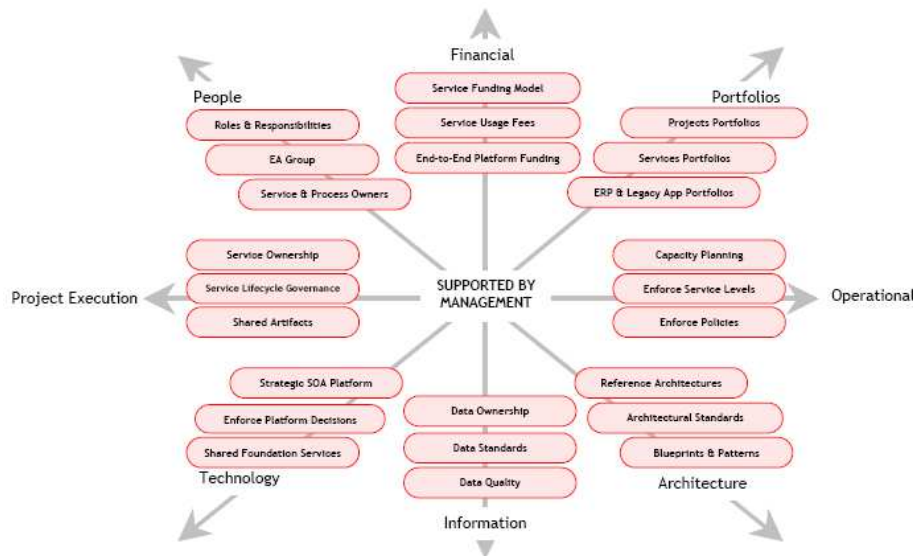 Financial
People
Portfolios
Service Funding Model
Roles & Responsibilities
Service Usage Fees
Projects Portfolios
EA Group
End-to-End Platform Funding
Services Portfolios
Service & Process Owners
ERP & Legacy App Portfolios
Service Ownership
Capacity Planning
Project Execution
Service Lifecycle Governance
SUPPORTED BY
MANAGEMENT
Enforce Service Levels
Operational
Shared Artifacts
Enforce Policies
Strategic SOA Platform
Reference Architectures
Data Ownership
Enforce Platform Decisions
Architectural Standards
Data Standards
Shared Foundation Services
Blueprints & Patterns
Technology
Data Quality
Architecture
Information